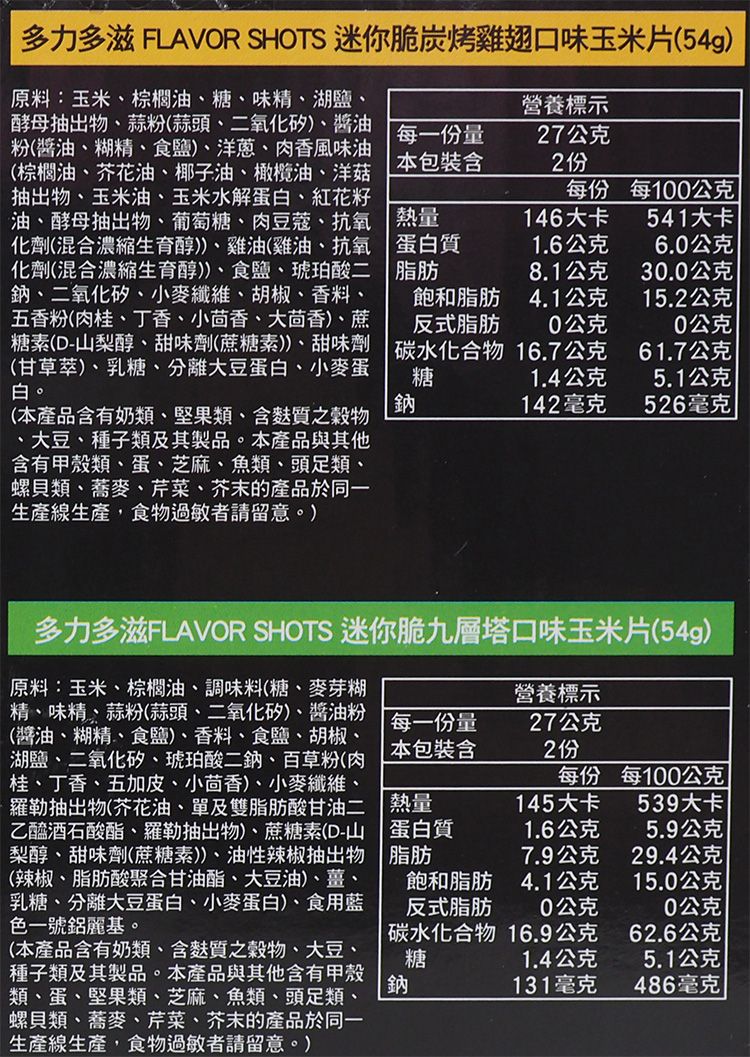 多力多滋 FLAVOR SHOTS 迷你脆炭烤雞翅口味玉米片(54g)
原料：玉米、棕櫚油、糖、味精、湖鹽、
酵母抽出物、蒜粉(蒜頭、二氧化矽)、醬油
粉(醬油、糊精、食鹽)、洋蔥、肉香風味油
(棕櫚油、芥花油、椰子油、橄欖油、洋菇
抽出物、玉米油、玉米水解蛋白、紅花籽
油、酵母抽出物、葡萄糖、肉豆蔻、抗氧
化劑(混合濃縮生育醇))、雞油(雞油、抗氧
化劑(混合濃縮生育醇))、食鹽、琥珀酸二
鈉、二氧化矽、小麥纖維、胡椒、香料、
五香粉(肉桂、丁香、小茴香、大茴香)、蔗
糖素(D-山梨醇、甜味劑(蔗糖素))、甜味劑
(甘草萃)、乳糖、分離大豆蛋白、小麥蛋
白。
(本產品含有奶類、堅果類、含麩質之穀物
、大豆、種子類及其製品。本產品與其他
含有甲殼類、蛋、芝麻、魚類、頭足類、
螺貝類、蕎麥、芹菜、芥末的產品於同一
生產線生產，食物過敏者請留意。)
營養標示
每一份量 27公克
本包裝含 2份
每份 每100公克
熱量 146大卡 541大卡
蛋白質 1.6公克 6.0公克
脂肪 8.1公克 30.0公克
飽和脂肪 4.1公克 15.2公克
反式脂肪 0公克 0公克
碳水化合物 16.7公克 61.7公克
糖 1.4公克 5.1公克
鈉 142毫克 526毫克
多力多滋FLAVOR SHOTS 迷你脆九層塔口味玉米片(54g)
原料：玉米、棕櫚油、調味料(糖、麥芽糊
精、味精、蒜粉(蒜頭、二氧化矽)、醬油粉
(醬油、糊精、食鹽)、香料、食鹽、胡椒、
湖鹽、二氧化矽、琥珀酸二鈉、百草粉(肉
桂、丁香、五加皮、小茴香)、小麥纖維、
羅勒抽出物(芥花油、單及雙脂肪酸甘油二
乙醯酒石酸酯、羅勒抽出物)、蔗糖素(D-山
梨醇、甜味劑(蔗糖素))、油性辣椒抽出物
(辣椒、脂肪酸聚合甘油酯、大豆油)、薑、
乳糖、分離大豆蛋白、小麥蛋白)、食用藍
色一號鋁麗基。
(本產品含有奶類、含麩質之穀物、大豆、
種子類及其製品。本產品與其他含有甲殼
類、蛋、堅果類、芝麻、魚類、頭足類、
螺貝類、蕎麥、芹菜、芥末的產品於同一
生產線生產，食物過敏者請留意。)
營養標示
每一份量 27公克
本包裝含 2份
每份 每100公克
熱量 145大卡 539大卡
蛋白質 1.6公克 5.9公克
脂肪 7.9公克 29.4公克
飽和脂肪 4.1公克 15.0公克
反式脂肪 0公克 0公克
碳水化合物 16.9公克 62.6公克
糖 1.4公克 5.1公克
鈉 131毫克 486毫克